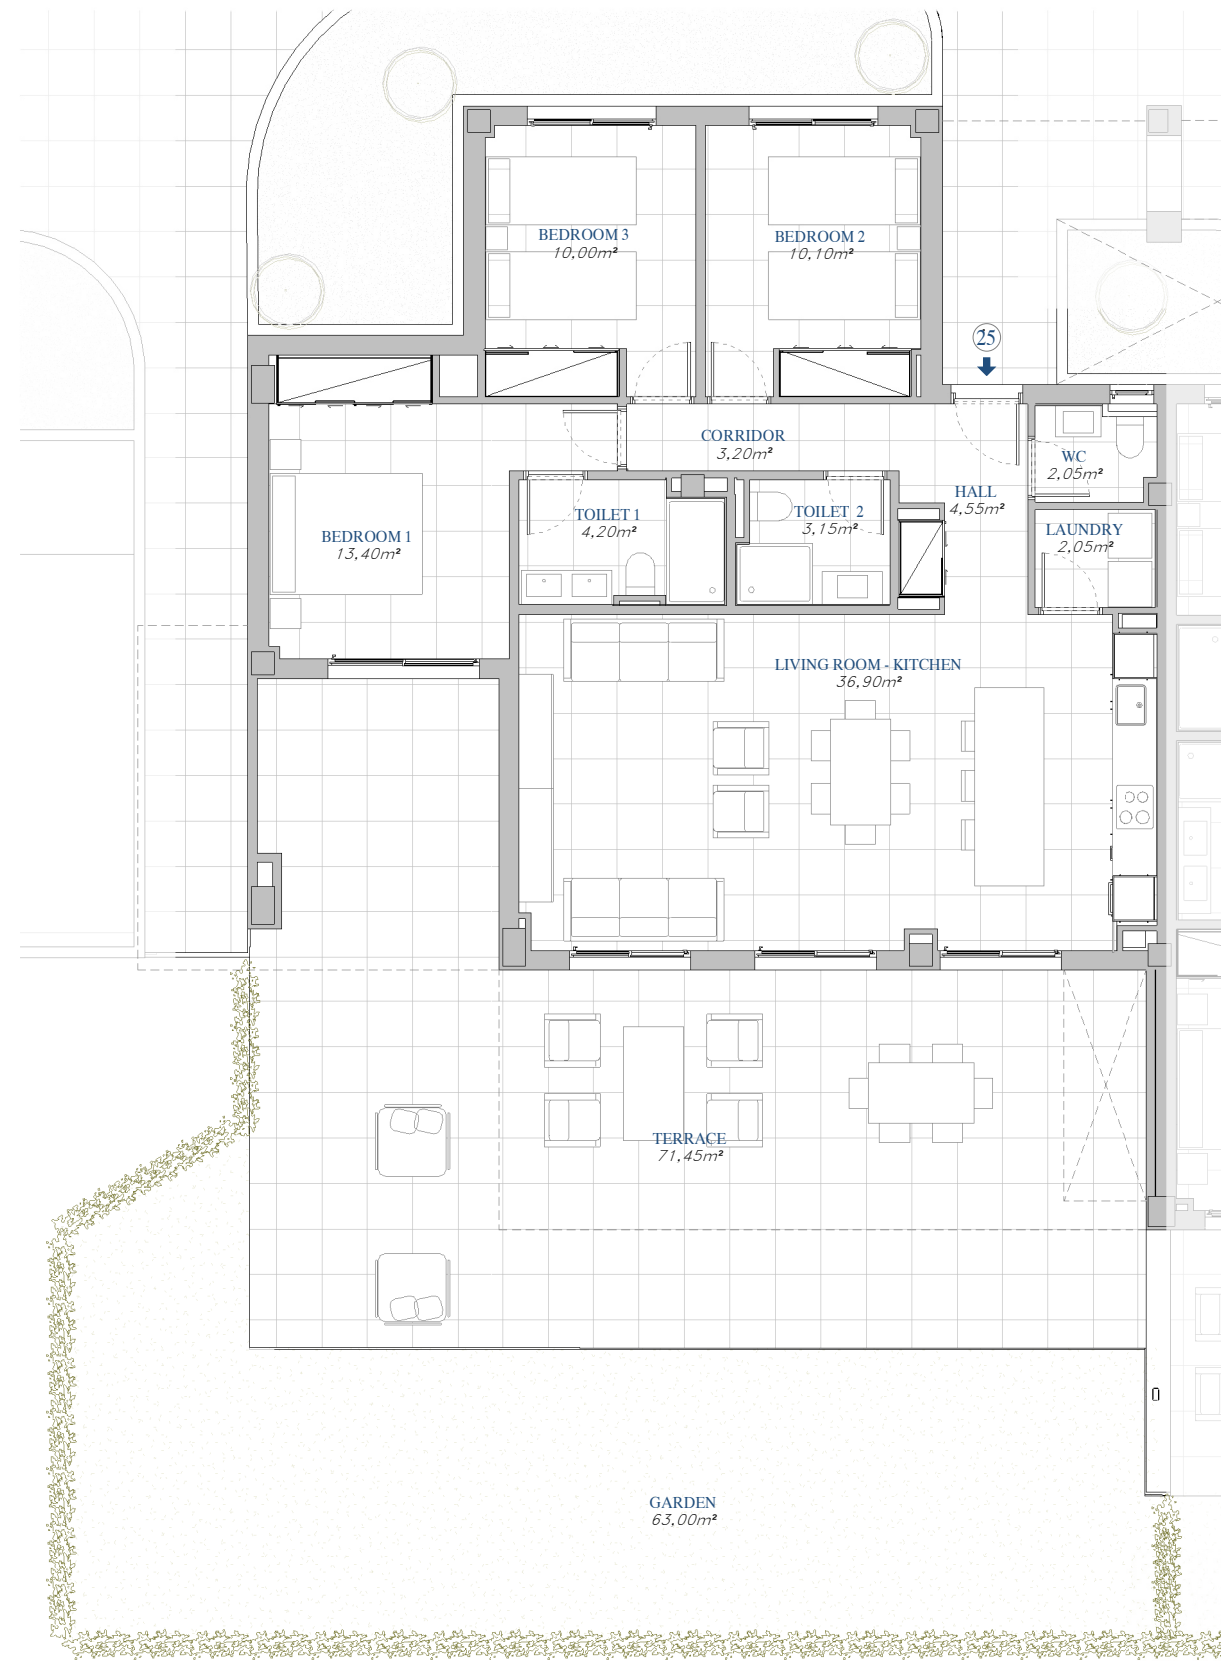 BEDROOM 3
10,00m²
BEDROOM 2
10,10m²
25
CORRIDOR
3,20m²
WC
2,05m²
HALL
4,55m²
TOILET 1
4,20m²
TOILET 2
3,15m²
LAUNDRY
2,05m²
BEDROOM 1
13,40m²
LIVING ROOM - KITCHEN
36,90m²
TERRACE
71,45m²
GARDEN
63,00m²